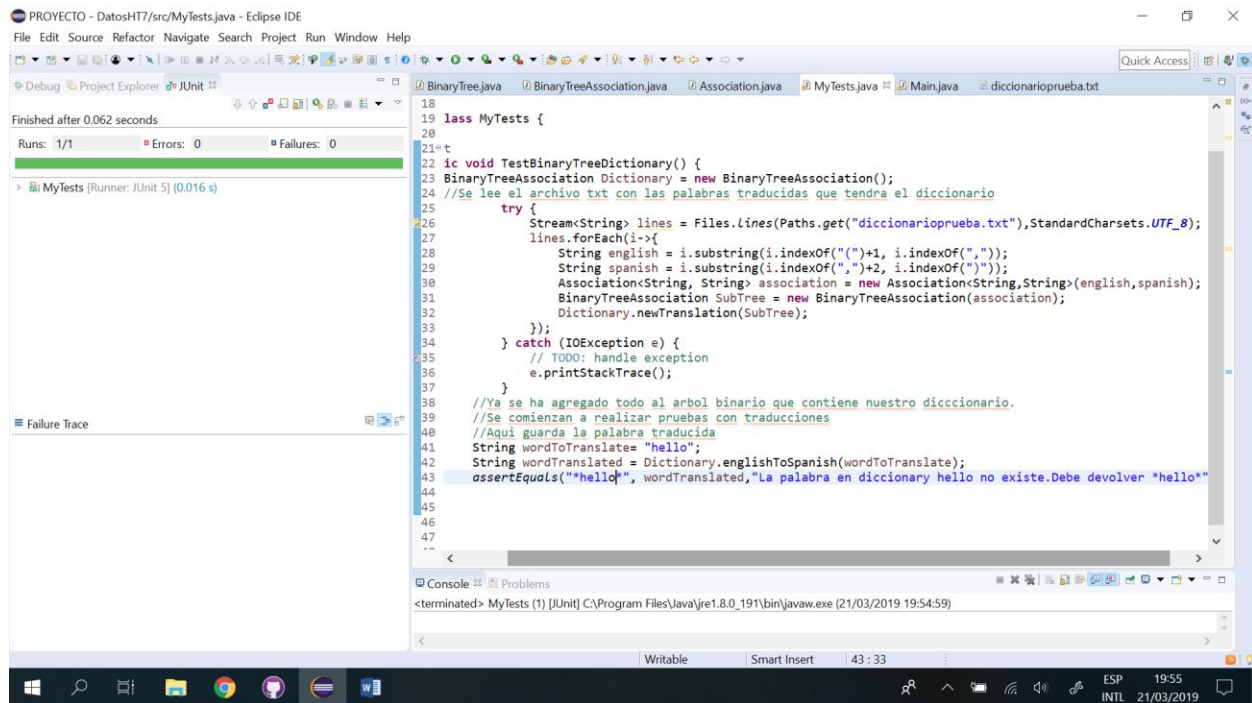 PROYECTO - DatosHT7/src/MyTests.java - Eclipse IDE
File Edit Source Refactor Navigate Search Project Run Window Help
Quick Access
Debug Project Explorer JUnit
BinaryTree.java BinaryTreeAssociation.java Association.java MyTests.java Main.java diccionarioprueba.txt
Finished after 0.062 seconds
Runs: 1/1 Errors: 0 Failures: 0
MyTests [Runner: JUnit 5] (0.016 s)
Failure Trace
18
19 lass MyTests {
20
21 t
22 ic void TestBinaryTreeDictionary() {
23 BinaryTreeAssociation Dictionary = new BinaryTreeAssociation();
24 //Se lee el archivo txt con las palabras traducidas que tendra el diccionario
25 try {
26 Stream<String> lines = Files.lines(Paths.get("diccionarioprueba.txt"),StandardCharsets.UTF_8);
27 lines.forEach(i->{
28 String english = i.substring(i.indexOf("(")+1, i.indexOf(","));
29 String spanish = i.substring(i.indexOf(",")+2, i.indexOf(")"));
30 Association<String, String> association = new Association<String,String>(english,spanish);
31 BinaryTreeAssociation SubTree = new BinaryTreeAssociation(association);
32 Dictionary.newTranslation(SubTree);
33 });
34 } catch (IOException e) {
35 // TODO: handle exception
36 e.printStackTrace();
37 }
38 //Ya se ha agregado todo al arbol binario que contiene nuestro dicccionario.
39 //Se comienzan a realizar pruebas con traducciones
40 //Aqui guarda la palabra traducida
41 String wordToTranslate= "hello";
42 String wordTranslated = Dictionary.englishToSpanish(wordToTranslate);
43 assertEquals("*hello*", wordTranslated,"La palabra en diccionary hello no existe.Debe devolver *hello*"
44
45
46
47
Console Problems
<terminated> MyTests (1) [JUnit] C:\Program Files\Java\jre1.8.0_191\bin\javaw.exe (21/03/2019 19:54:59)
Writable Smart Insert 43 : 33
ESP 19:55
INTL 21/03/2019